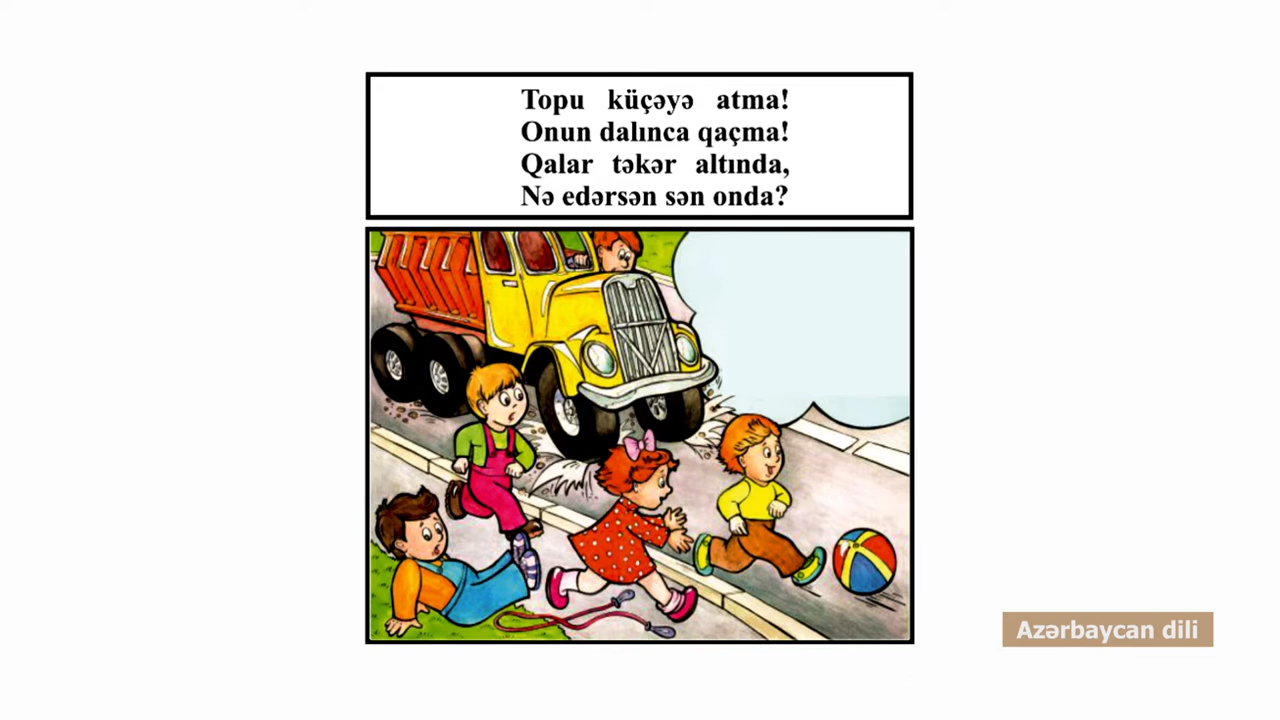 Topu küçəyə atma!
Onun dalınca qaçma!
Qalar təkər altında,
Nə edərsən sən onda?
Azərbaycan dili